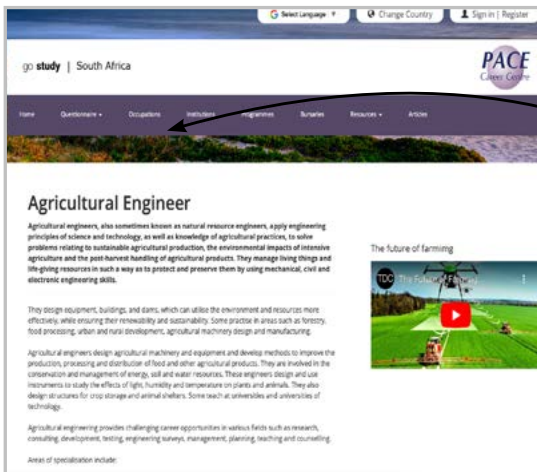 Select Language ▼
Change Country
Sign in | Register
go study | South Africa
PACE
Career Centre
Home
Questionnaire
Occupations
Institutions
Programmes
Bursaries
Resources
Articles
Agricultural Engineer
Agricultural engineers, also sometimes known as natural resource engineers, apply engineering
principles of science and technology, as well as knowledge of agricultural practices, to solve
problems relating to sustainable agricultural production, the environmental impacts of intensive
agriculture and the post-harvest handling of agricultural products. They manage living things and
life-giving resources in such a way as to protect and preserve them by using mechanical, civil and
electronic engineering skills.
The future of farmimg
TDC
The Future of Farming
They design equipment, buildings, and dams, which can utilise the environment and resources more
effectively, while ensuring their renewability and sustainability. Some practise in areas such as forestry,
food processing, urban and rural development, agricultural machinery design and manufacturing.
Agricultural engineers design agricultural machinery and equipment and develop methods to improve the
production, processing and distribution of food and other agricultural products. They are involved in the
conservation and management of energy, soil and water resources. These engineers design and use
instruments to study the effects of light, humidity and temperature on plants and animals. They also
design structures for crop storage and animal shelters. Some teach at universities and universities of
technology.
Agricultural engineering provides challenging career opportunities in various fields such as research,
consulting, development, testing, engineering surveys, management, planning, teaching and counselling.
Areas of specialisation include: